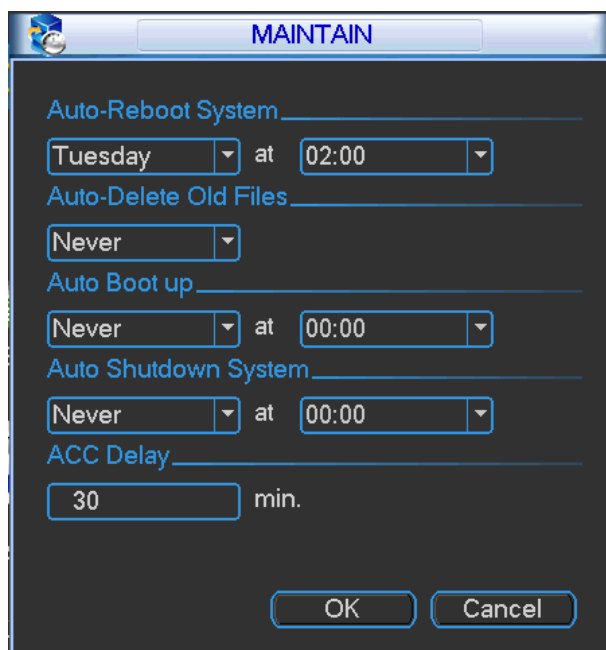 MAINTAIN
Auto-Reboot System
Tuesday at 02:00
Auto-Delete Old Files
Never
Auto Boot up
Never at 00:00
Auto Shutdown System
Never at 00:00
ACC Delay
30 min.
OK Cancel